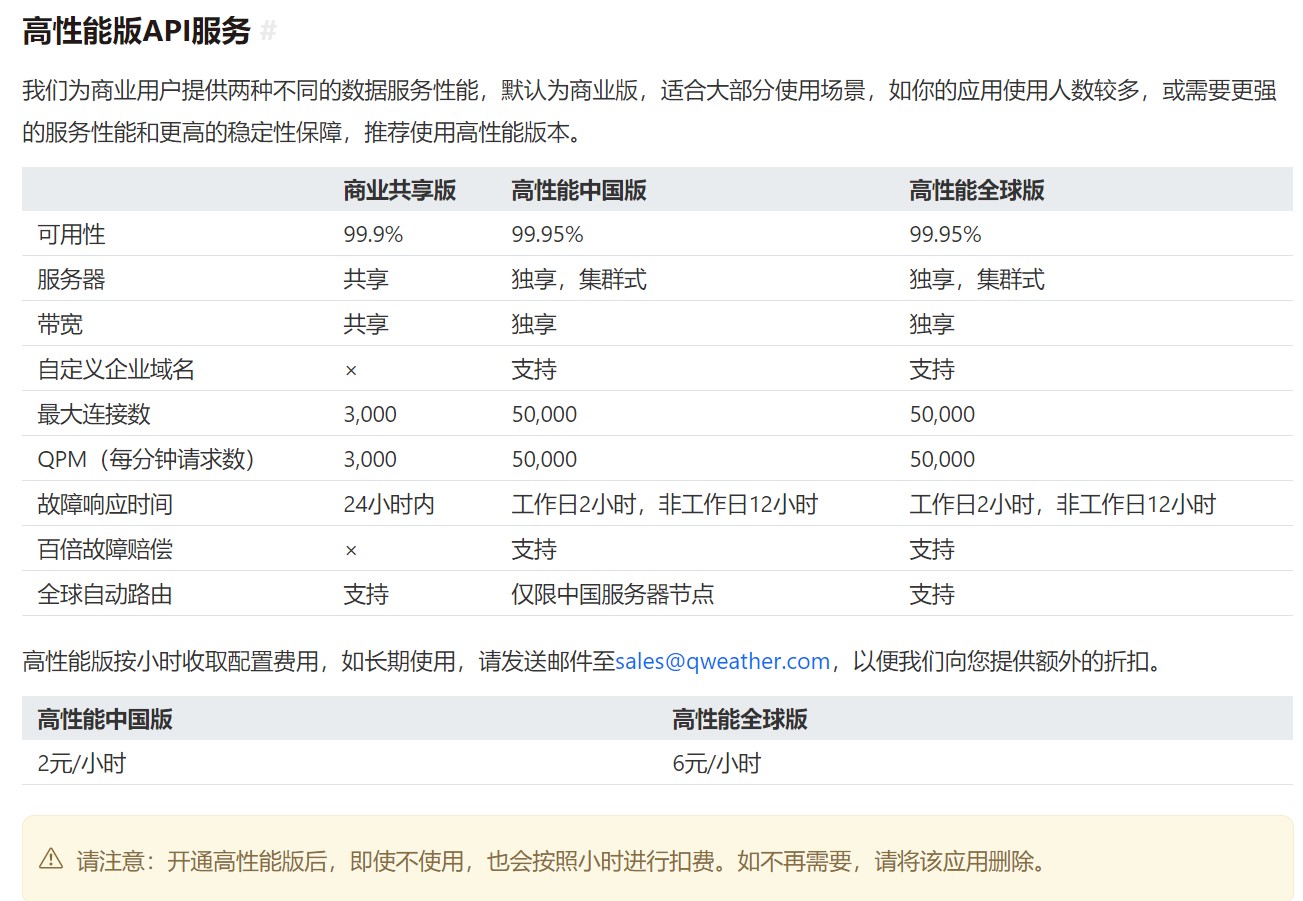 高性能版API服务 #
我们为商业用户提供两种不同的数据服务性能，默认为商业版，适合大部分使用场景，如你的应用使用人数较多，或需要更强
的服务性能和更高的稳定性保障，推荐使用高性能版本。
商业共享版 高性能中国版 高性能全球版
可用性 99.9% 99.95% 99.95%
服务器 共享 独享，集群式 独享，集群式
带宽 共享 独享 独享
自定义企业域名 × 支持 支持
最大连接数 3,000 50,000 50,000
QPM（每分钟请求数） 3,000 50,000 50,000
故障响应时间 24小时内 工作日2小时，非工作日12小时 工作日2小时，非工作日12小时
百倍故障赔偿 × 支持 支持
全球自动路由 支持 仅限中国服务器节点 支持
高性能版按小时收取配置费用，如长期使用，请发送邮件至sales@qweather.com，以便我们向您提供额外的折扣。
高性能中国版 高性能全球版
2元/小时 6元/小时
请注意：开通高性能版后，即使不使用，也会按照小时进行扣费。如不再需要，请将该应用删除。